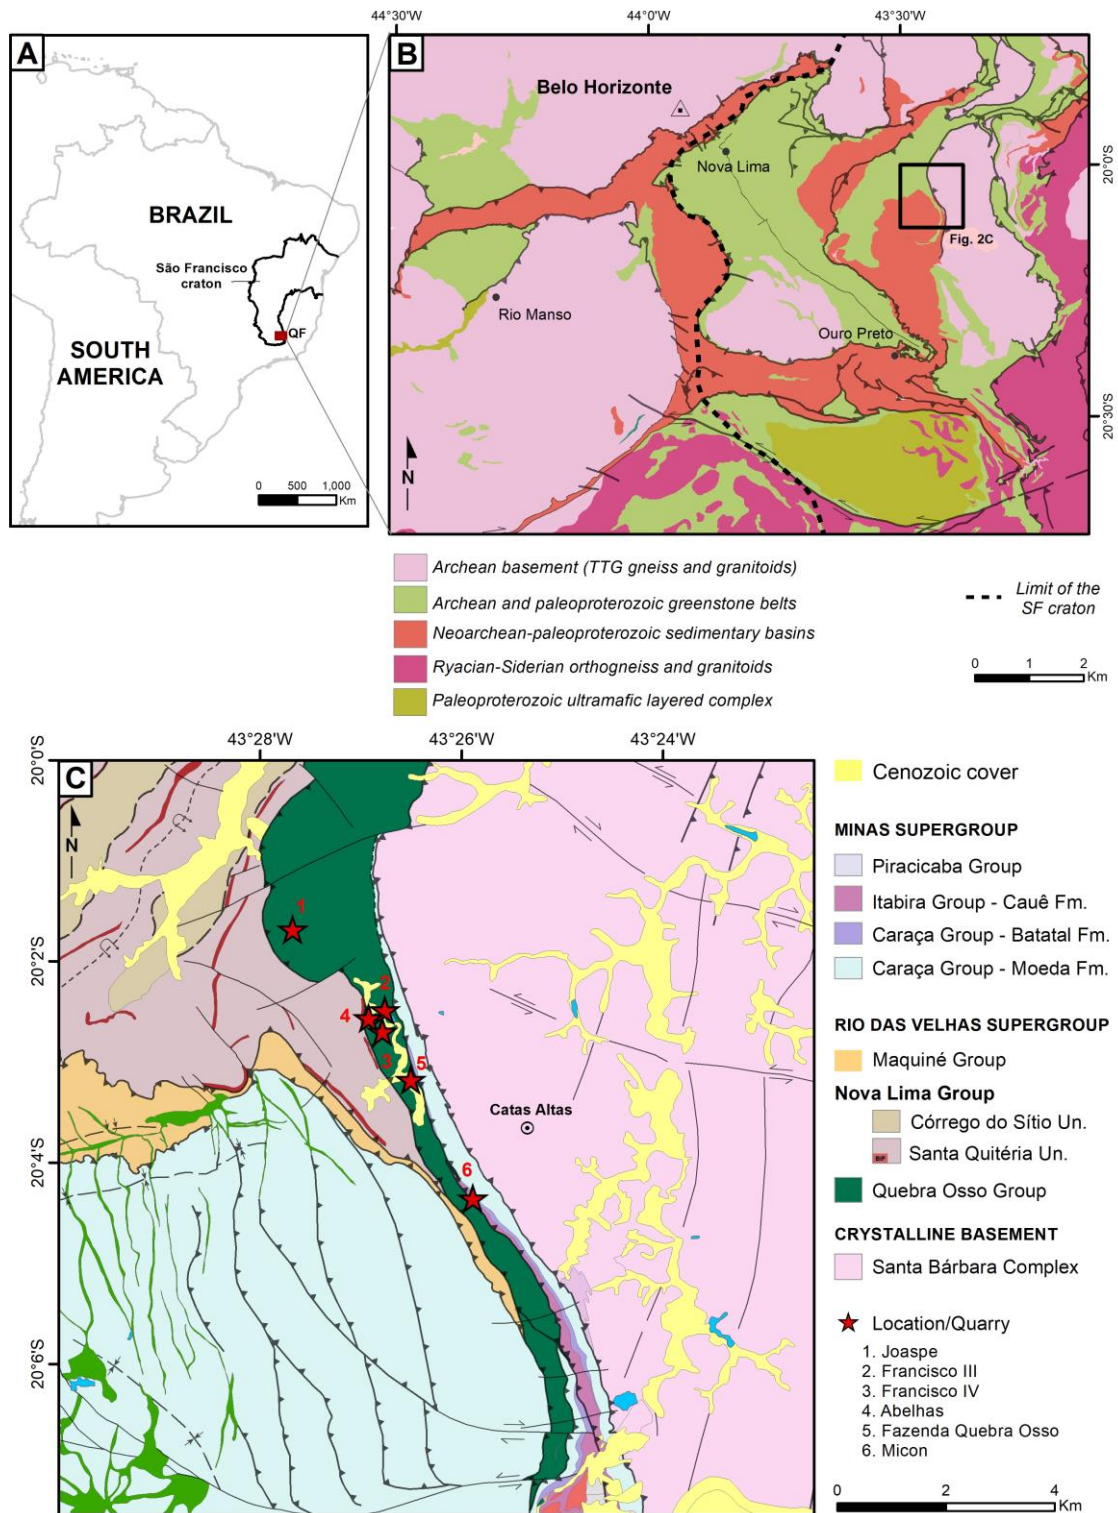 44°30'W 44°0'W 43°30'W
A
BRAZIL
São Francisco
craton
QF
SOUTH
AMERICA
0 500 1,000
Km
B
Belo Horizonte
Nova Lima
20°0'S
Fig. 2C
Rio Manso
Ouro Preto
20°30'S
N
Archean basement (TTG gneiss and granitoids)
Archean and paleoproterozoic greenstone belts
Neoarchean-paleoproterozoic sedimentary basins
Ryacian-Siderian orthogneiss and granitoids
Paleoproterozoic ultramafic layered complex
Limit of the
SF craton
0 1 2
Km
43°28'W 43°26'W 43°24'W
20°0'S
C
N
1
20°2'S
2
4
3
5
Catas Altas
20°4'S
6
20°6'S
Cenozoic cover
MINAS SUPERGROUP
Piracicaba Group
Itabira Group - Cauê Fm.
Caraça Group - Batatal Fm.
Caraça Group - Moeda Fm.
RIO DAS VELHAS SUPERGROUP
Maquiné Group
Nova Lima Group
Córrego do Sítio Un.
Santa Quitéria Un.
Quebra Osso Group
CRYSTALLINE BASEMENT
Santa Bárbara Complex
Location/Quarry
1. Joaspe
2. Francisco III
3. Francisco IV
4. Abelhas
5. Fazenda Quebra Osso
6. Micon
0 2 4
Km